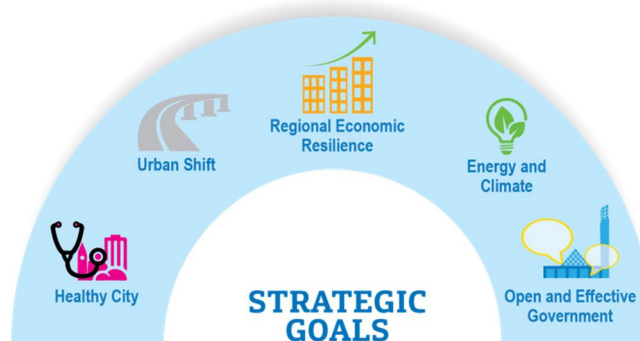 Regional Economic
Resilience
Urban Shift
Energy and
Climate
Healthy City
Open and Effective
Government
STRATEGIC
GOALS